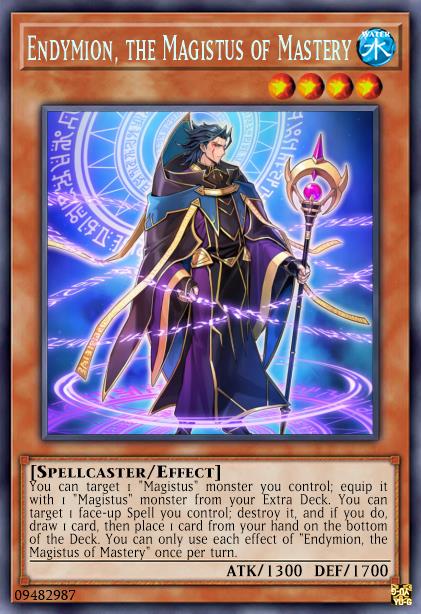 ENDYMION, THE MAGISTUS OF MASTERY
WATER
水
[SPELLCASTER/EFFECT]
You can target 1 "Magistus" monster you control; equip it
with 1 "Magistus" monster from your Extra Deck. You can
target 1 face-up Spell you control; destroy it, and if you do,
draw 1 card, then place 1 card from your hand on the bottom
of the Deck. You can only use each effect of "Endymion, the
Magistus of Mastery" once per turn.
ATK/1300 DEF/1700
09482987